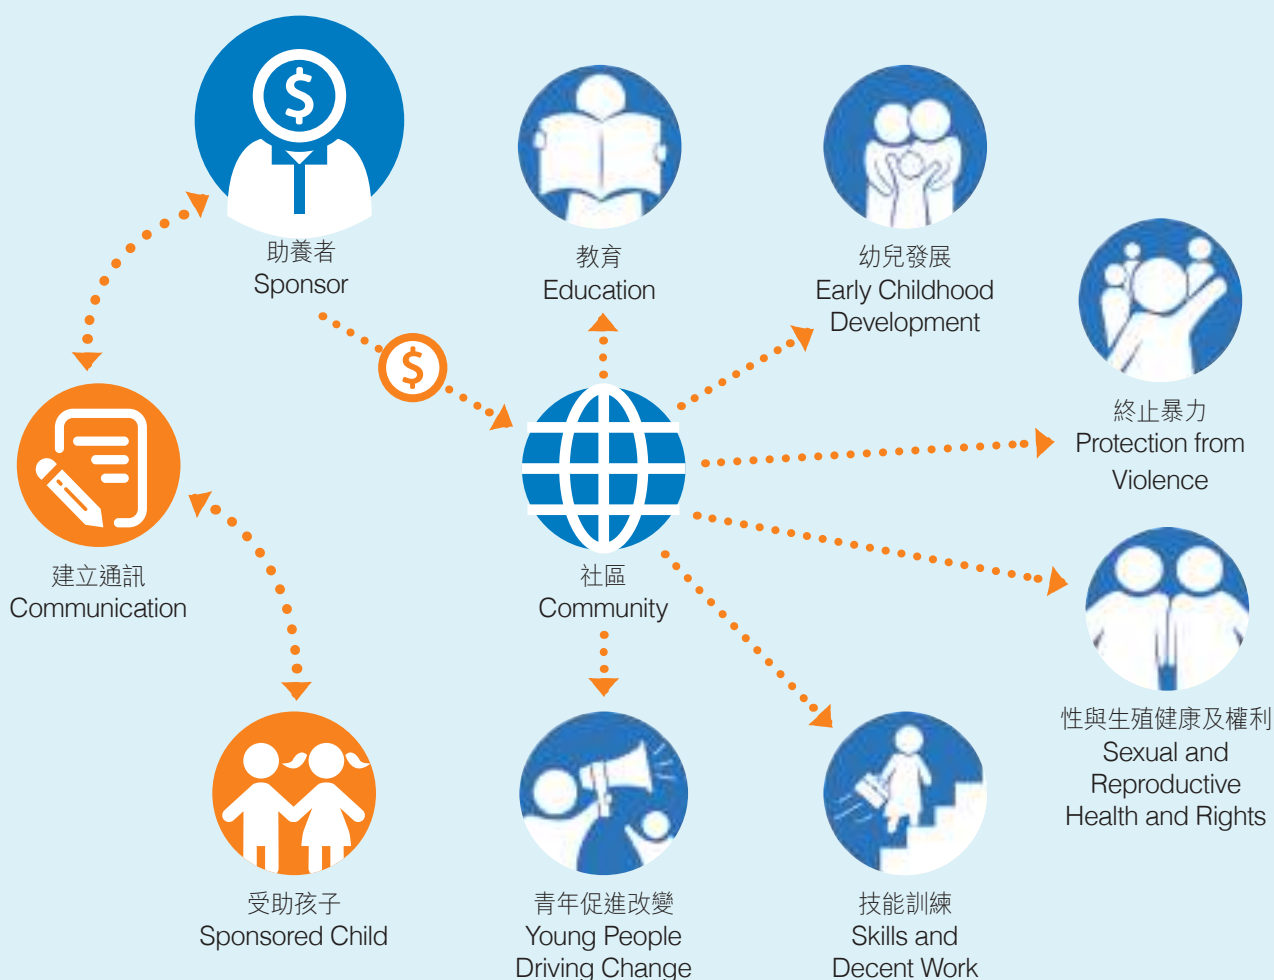 $
助養者
Sponsor
教育
Education
幼兒發展
Early Childhood
Development
$
終止暴力
Protection from
Violence
建立通訊
Communication
社區
Community
性與生殖健康及權利
Sexual and
Reproductive
Health and Rights
受助孩子
Sponsored Child
青年促進改變
Young People
Driving Change
技能訓練
Skills and
Decent Work